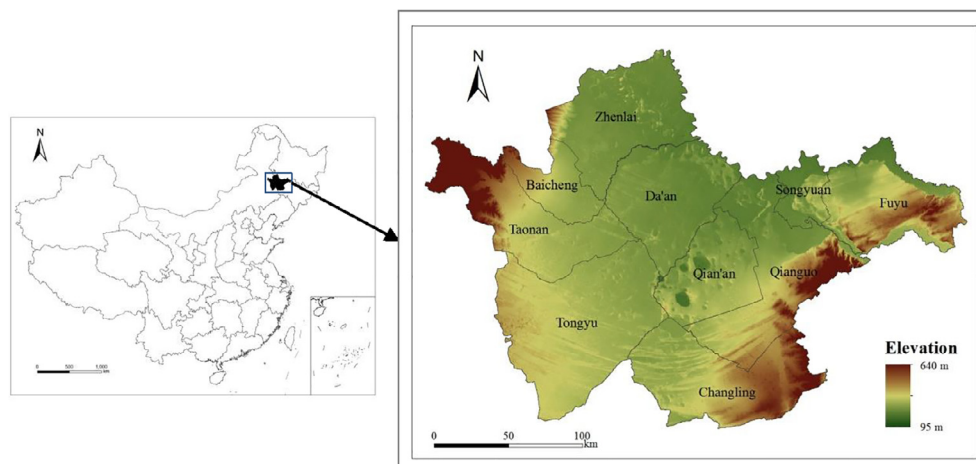 N
0 500 1,000
km
N
Zhenlai
Baicheng
Da'an
Songyuan
Fuyu
Taonan
Qian'an
Qianguo
Tongyu
Changling
Elevation
640 m
95 m
0 50 100
km